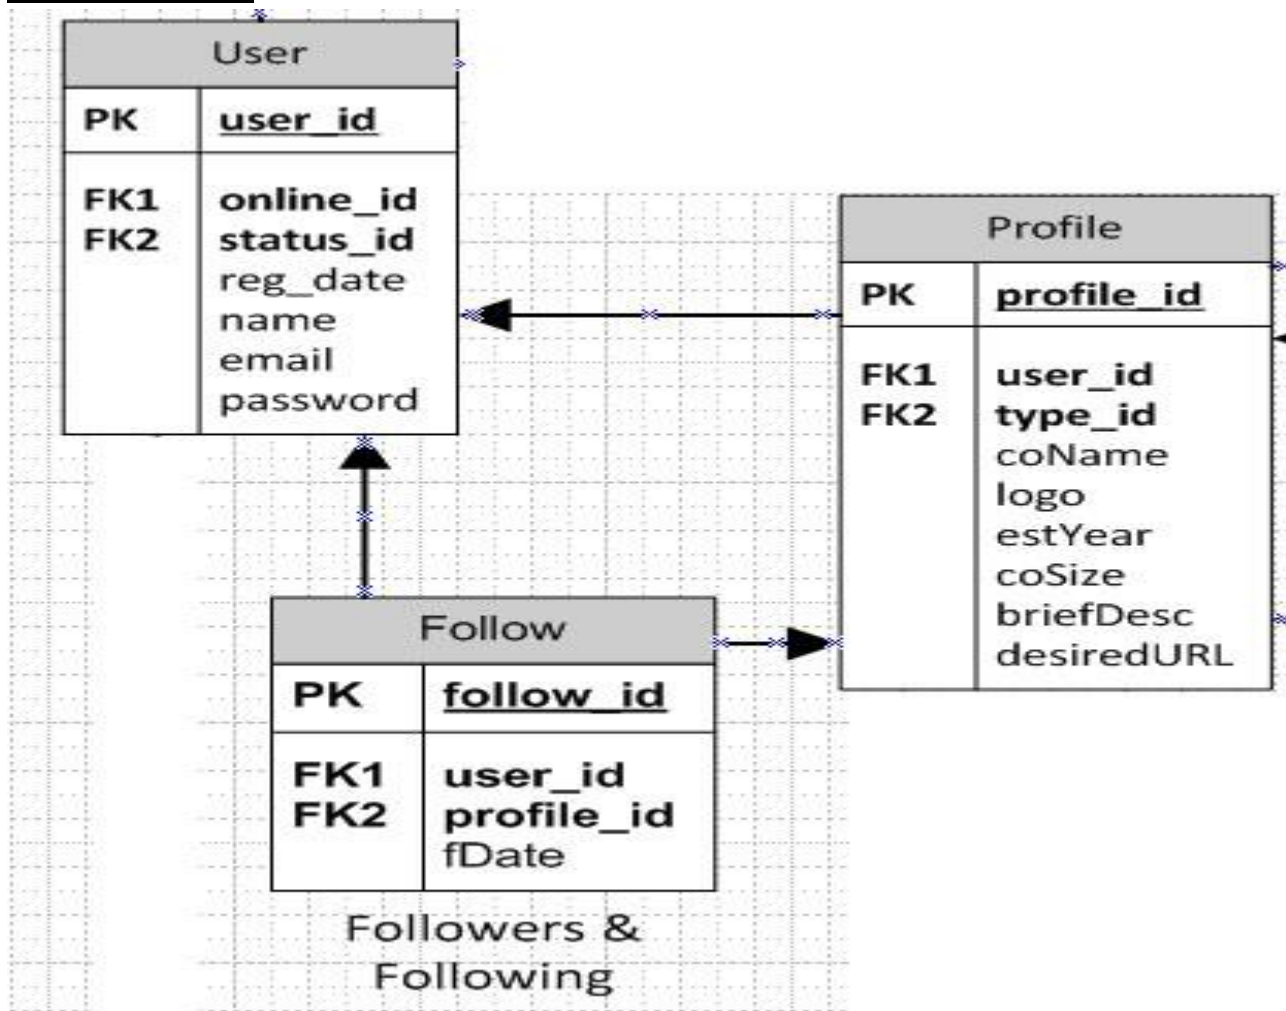 User
PK user_id
FK1 online_id
FK2 status_id
reg_date
name
email
password
Profile
PK profile_id
FK1 user_id
FK2 type_id
coName
logo
estYear
coSize
briefDesc
desiredURL
Follow
PK follow_id
FK1 user_id
FK2 profile_id
fDate
Followers &
Following